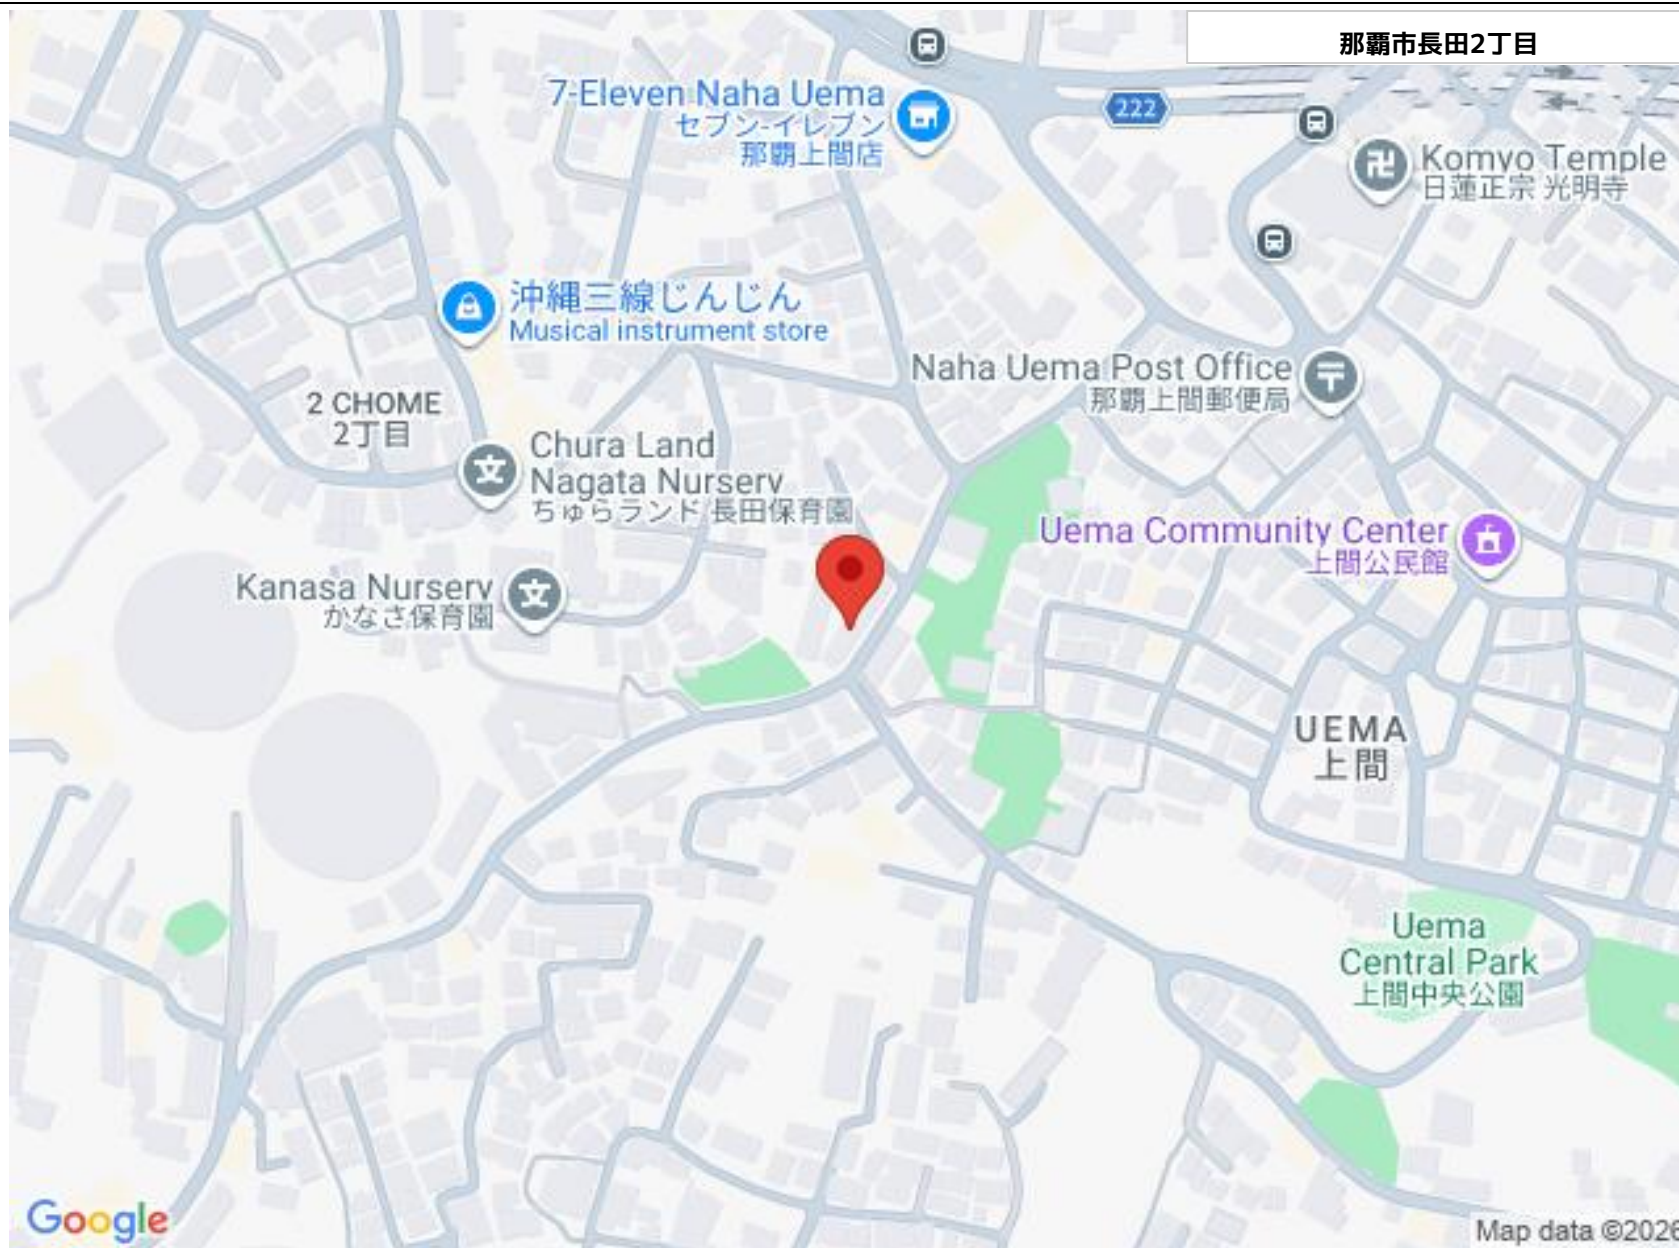 那覇市長田2丁目
7-Eleven Naha Uema
セブン-イレブン
那覇上間店
222
Komyo Temple
日蓮正宗 光明寺
沖縄三線じんじん
Musical instrument store
Naha Uema Post Office
那覇上間郵便局
2 CHOME
2丁目
Chura Land
Nagata Nursery
ちゅらランド 長田保育園
Uema Community Center
上間公民館
Kanasa Nursery
かなさ保育園
UEMA
上間
Uema
Central Park
上間中央公園
Google
Map data ©2026